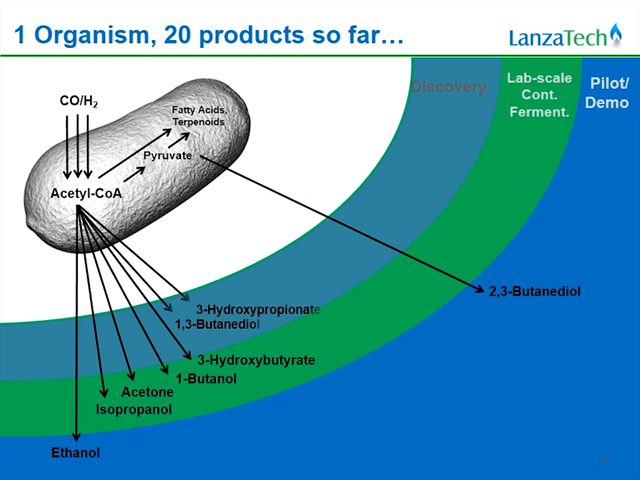 1 Organism, 20 products so far…
LanzaTech
Discovery
Lab-scale
Cont.
Ferment.
Pilot/
Demo
CO/H₂
Fatty Acids,
Terpenoids
Pyruvate
Acetyl-CoA
2,3-Butanediol
3-Hydroxypropionate
1,3-Butanediol
3-Hydroxybutyrate
1-Butanol
Acetone
Isopropanol
Ethanol